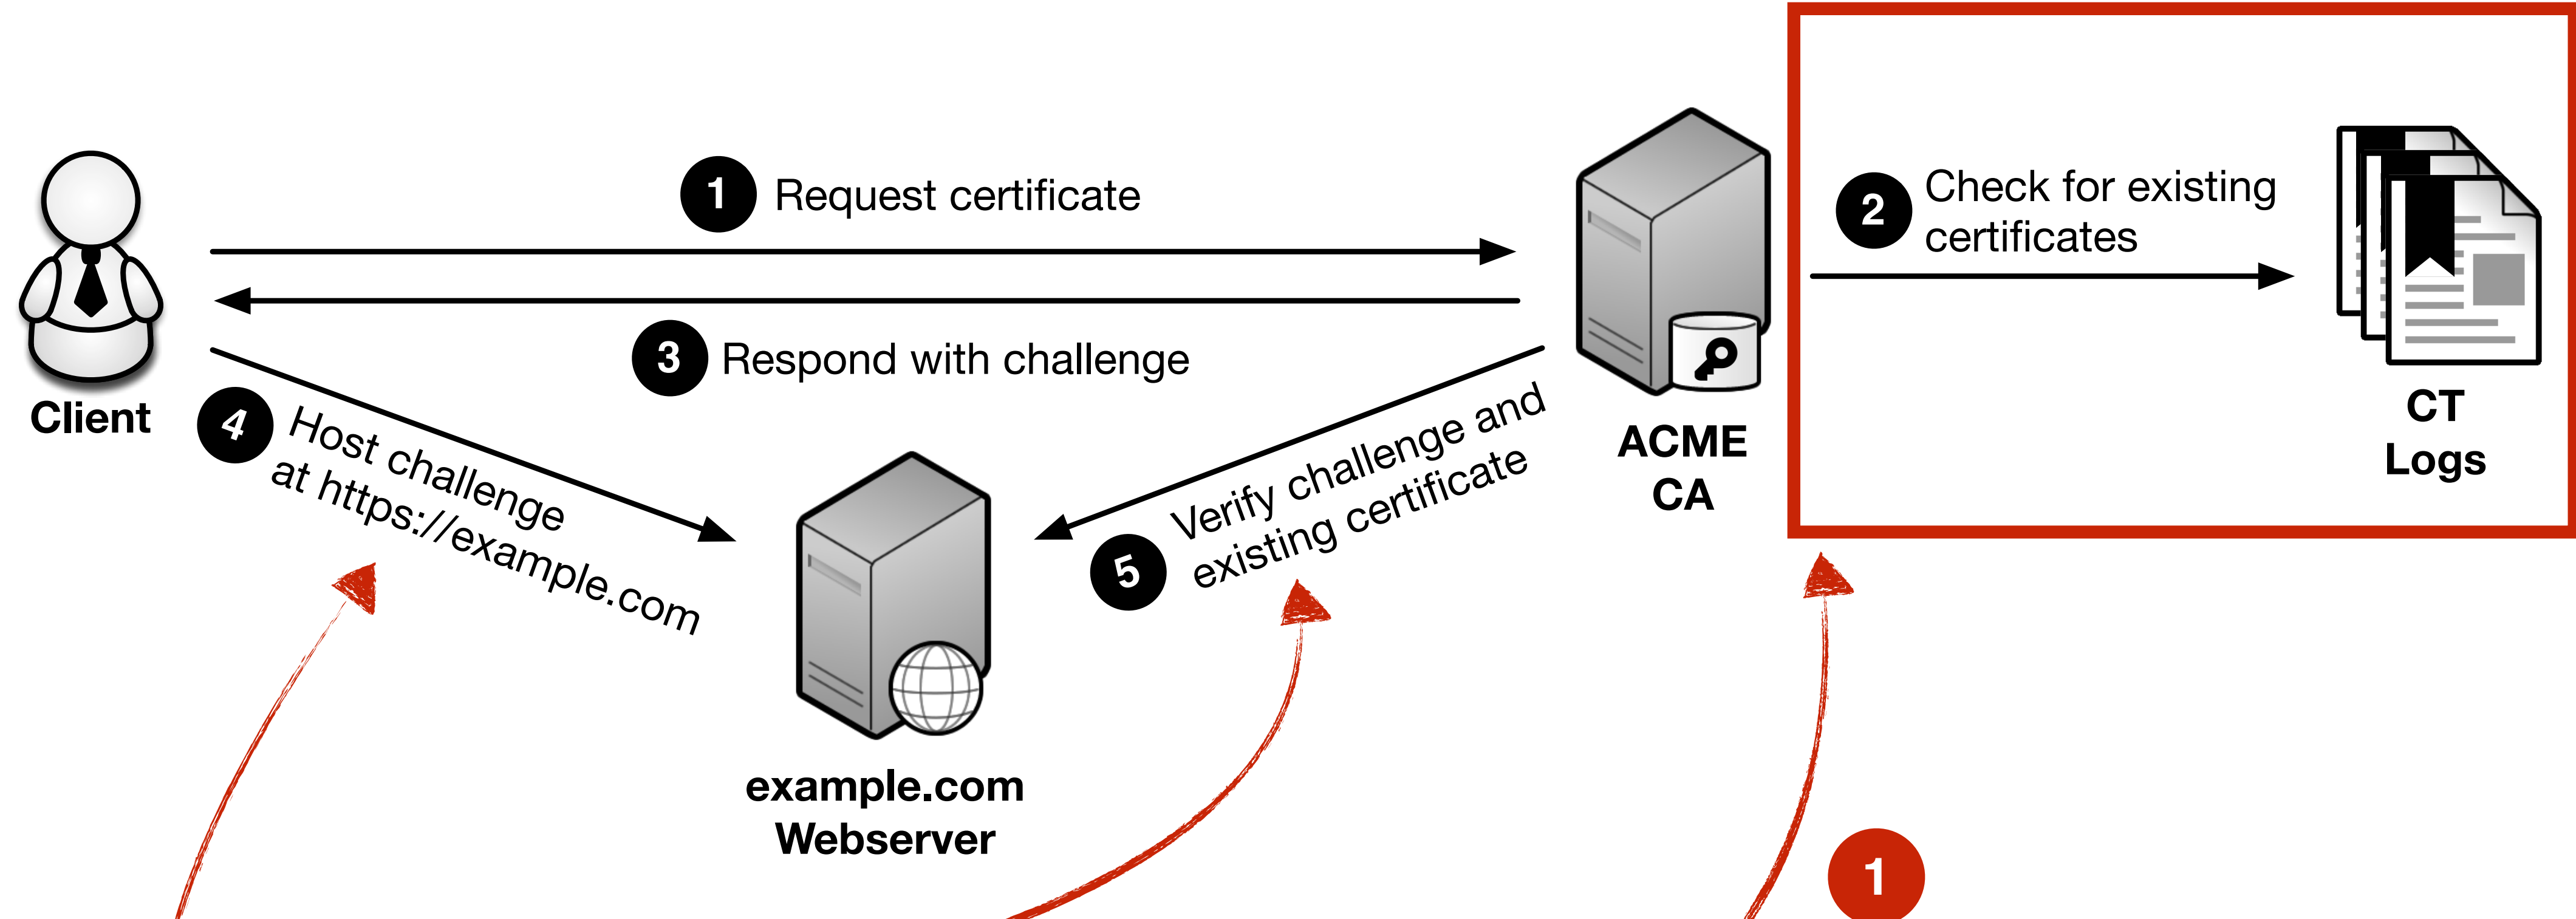 1 Request certificate
2 Check for existing
certificates
3 Respond with challenge
Client
4 Host challenge
at https://example.com
5 Verify challenge and
existing certificate
ACME
CA
CT
Logs
example.com
Webserver
1